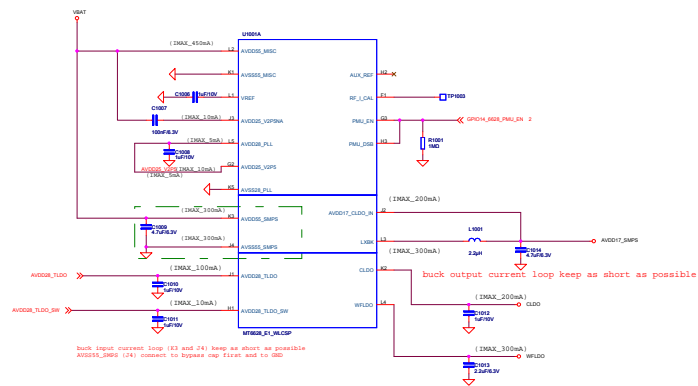 VBAT
U1001A
(IMAX_450mA)
L2
AVDD55_MISC
K1
AVSS55_MISC
AUX_REF
H2
C1006
1uF/10V
L1
VREF
RF_I_CAL
F1
TP1003
C1007
100nF/6.3V
(IMAX_10mA)
J3
AVDD25_V2P5NA
PMU_EN
G3
GPIO14_6628_PMU_EN 2
(IMAX_5mA)
L5
AVDD28_PLL
PMU_DSB
H3
R1001
1MΩ
C1008
1uF/10V
AVDD25_V2P5
(IMAX_10mA)
G2
AVDD25_V2P5
(IMAX_5mA)
K5
AVSS28_PLL
(IMAX_300mA)
K3
AVDD55_SMPS
AVDD17_CLDO_IN
J2
(IMAX_200mA)
C1009
4.7uF/6.3V
(IMAX_300mA)
J4
AVSS55_SMPS
LXBK
L3
(IMAX_300mA)
L1001
2.2pH
AVDD17_SMPS
C1014
4.7uF/6.3V
buck output current loop keep as short as possible
AVDD28_TLDO
(IMAX_100mA)
J1
AVDD28_TLDO
CLDO
K2
C1010
1uF/10V
(IMAX_200mA)
CLDO
AVDD28_TLDO_SW
(IMAX_10mA)
H1
AVDD28_TLDO_SW
WFLDO
L4
C1011
1uF/10V
C1012
1uF/10V
MT6628_E1_WLCSP
buck input current loop (K3 and J4) keep as short as possible
AVSS55_SMPS (J4) connect to bypass cap first and to GND
(IMAX_300mA)
WFLDO
C1013
2.2uF/6.3V